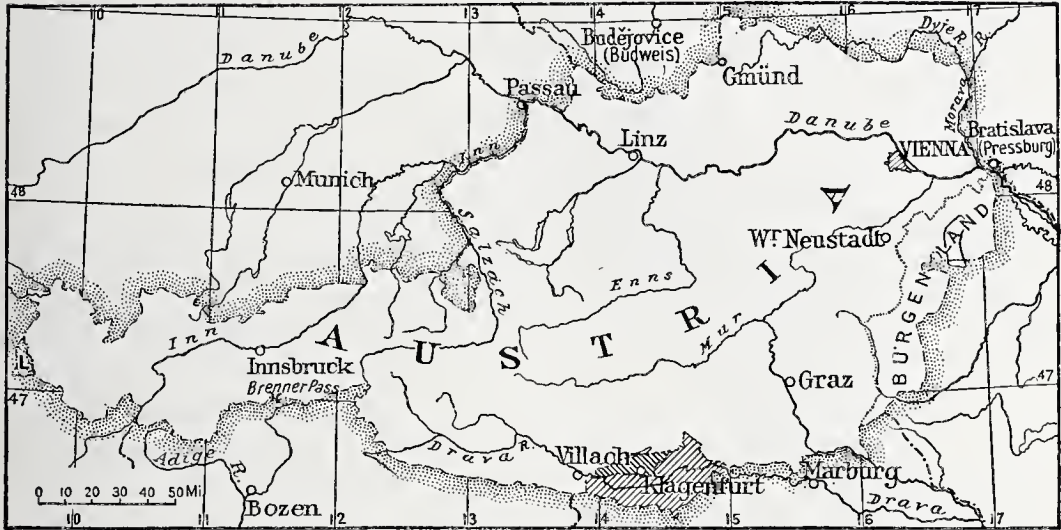 10 11 12 13 14 15 16 17
Danube
Budĕjovice
(Budweis)
Gmünd
Dyje R.
R.
Morava
Passau
Linz
Danube
VIENNA
Bratislava
(Pressburg)
48
Munich
Inn
48
Salzach
Wr. Neustadt
BURGENLAND
Enns
Mur
AUSTRIA
Inn
Innsbruck
Brenner Pass
L
47
Graz
47
Adige R.
Drava R.
Villach
Klagenfurt
Marburg
Drava
0 10 20 30 40 50 Mi.
Bozen
10 11 12 13 14 15 16 17